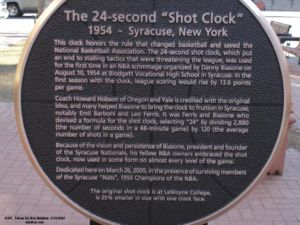 The 24-second "Shot Clock"
1954 - Syracuse, New York
This clock honors the rule that changed basketball and saved the
National Basketball Association. The 24-second shot clock, which put
an end to stalling tactics that were threatening the league, was used
for the first time in an NBA scrimmage organized by Danny Biasone on
August 10, 1954 at Blodgett Vocational High School in Syracuse. In the
first season with the clock, league scoring would rise by 13.6 points
per game.
Coach Howard Hobson of Oregon and Yale is credited with the original
idea, and many helped Biasone to bring the clock to fruition in Syracuse,
notably Emil Barboni and Leo Ferris. It was Ferris and Biasone who
devised a formula for the shot clock, selecting "24" by dividing 2,880
(the number of seconds in a 48-minute game) by 120 (the average
number of shots in a game).
Because of the vision and persistence of Biasone, president and founder
of the Syracuse Nationals, his fellow NBA owners embraced the shot
clock, now used in some form on almost every level of the game.
Dedicated here on March 26, 2005, in the presence of surviving members
of the Syracuse "Nats", 1955 Champions of the NBA.
The original shot clock is at LeMoyne College,
is 25% smaller in size with one clock face.